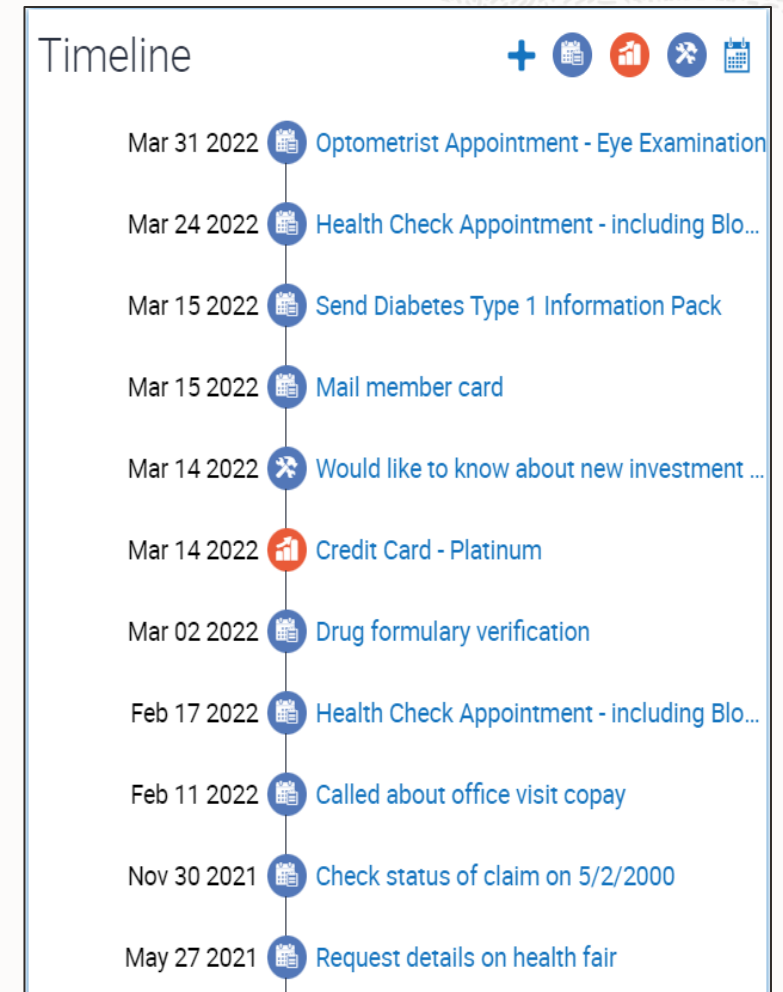 Timeline
Mar 31 2022 Optometrist Appointment - Eye Examination
Mar 24 2022 Health Check Appointment - including Blo...
Mar 15 2022 Send Diabetes Type 1 Information Pack
Mar 15 2022 Mail member card
Mar 14 2022 Would like to know about new investment ...
Mar 14 2022 Credit Card - Platinum
Mar 02 2022 Drug formulary verification
Feb 17 2022 Health Check Appointment - including Blo...
Feb 11 2022 Called about office visit copay
Nov 30 2021 Check status of claim on 5/2/2000
May 27 2021 Request details on health fair